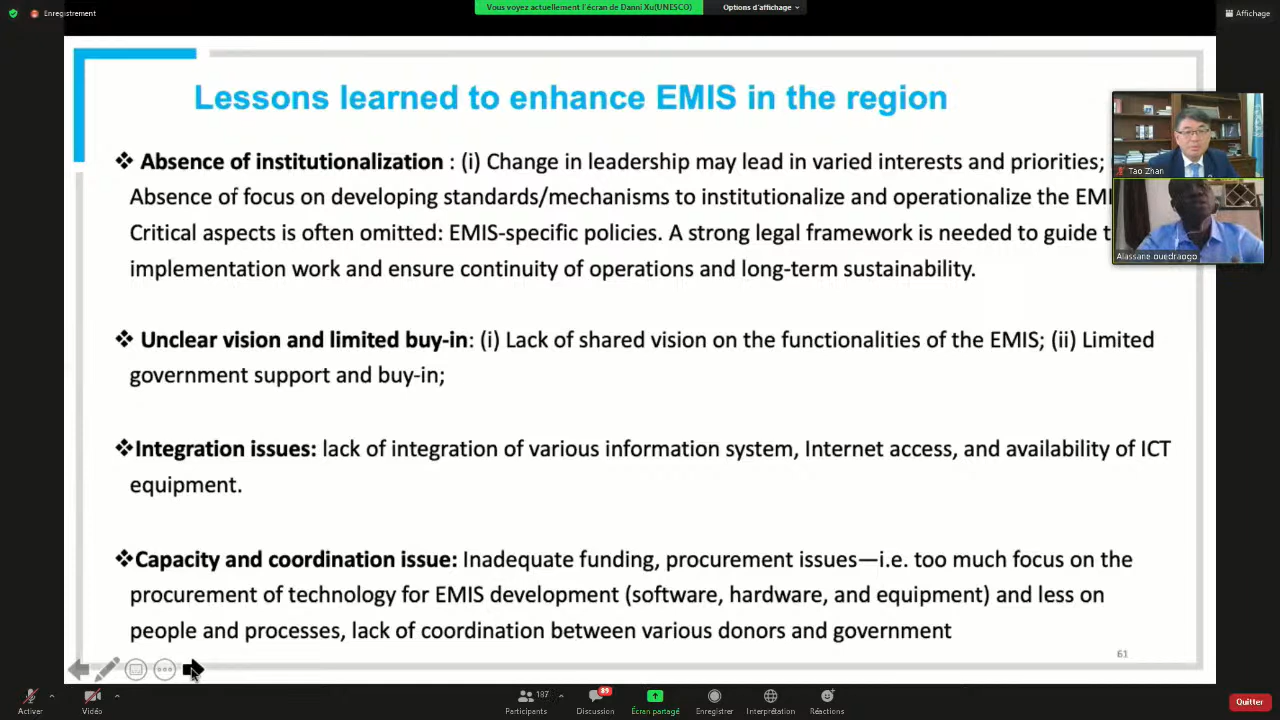 Enregistrement
Vous voyez actuellement l'écran de Danni Xu(UNESCO)
Options d'affichage
Affichage
Lessons learned to enhance EMIS in the region
❖ Absence of institutionalization : (i) Change in leadership may lead in varied interests and priorities;
Absence of focus on developing standards/mechanisms to institutionalize and operationalize the
Critical aspects is often omitted: EMIS-specific policies. A strong legal framework is needed to guide
implementation work and ensure continuity of operations and long-term sustainability.
Tao Zhan
Alassane ouedraogo
❖ Unclear vision and limited buy-in: (i) Lack of shared vision on the functionalities of the EMIS; (ii) Limited
government support and buy-in;
❖Integration issues: lack of integration of various information system, Internet access, and availability of ICT
equipment.
❖Capacity and coordination issue: Inadequate funding, procurement issues—i.e. too much focus on the
procurement of technology for EMIS development (software, hardware, and equipment) and less on
people and processes, lack of coordination between various donors and government
61
Activer
Vidéo
187
Participants
89
Discussion
Écran partagé
Enregistrer
Interprétation
Réactions
Quitter